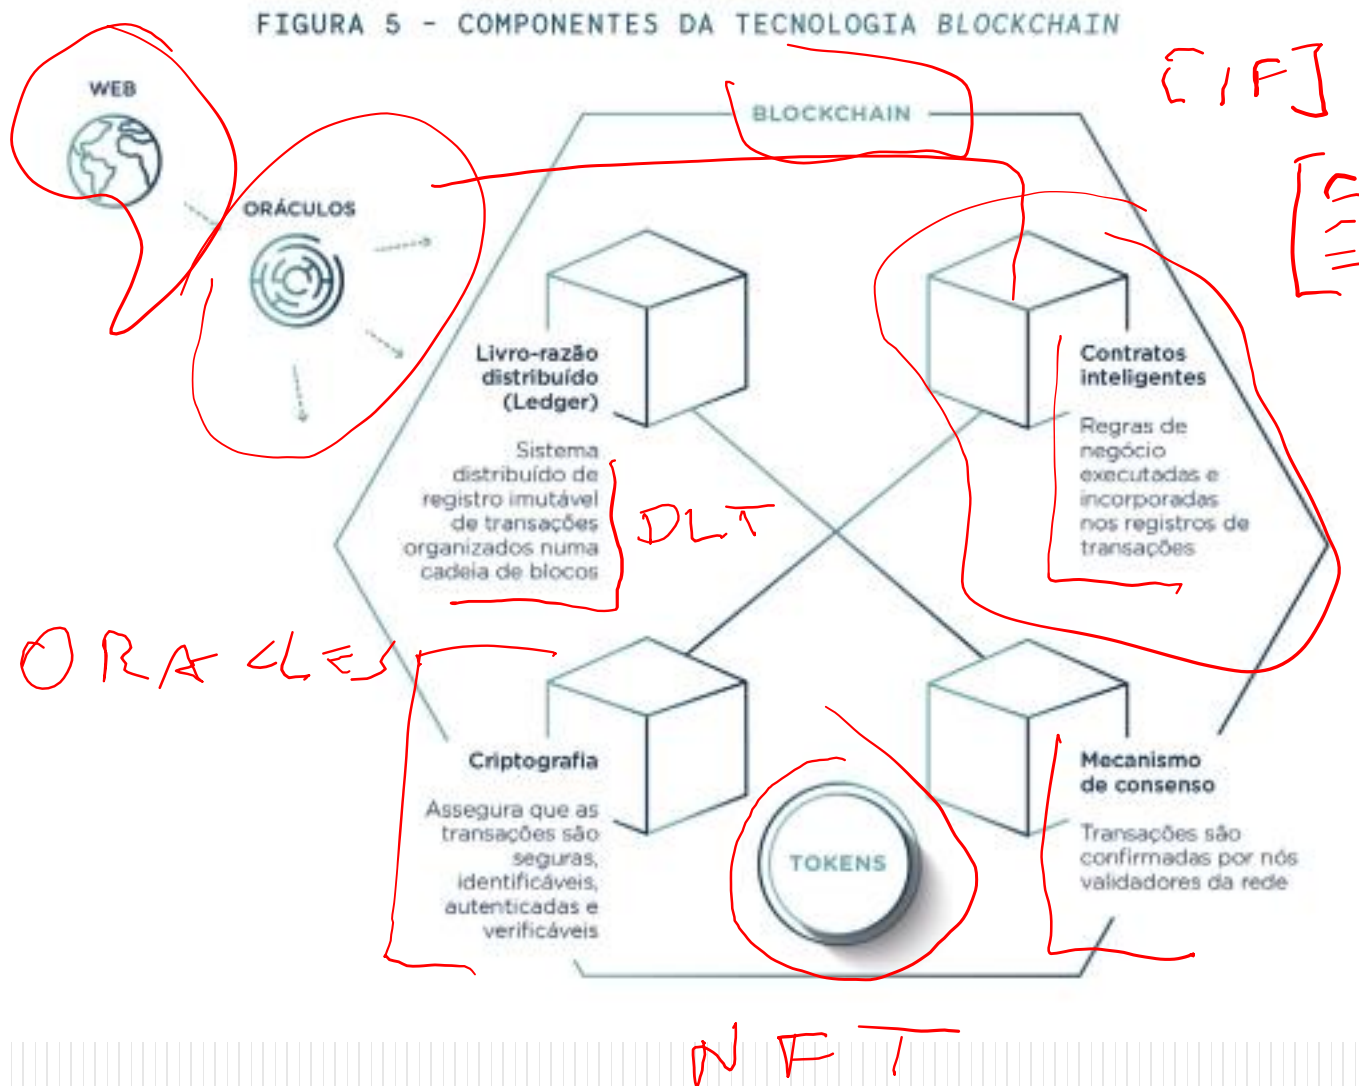 FIGURA 5 - COMPONENTES DA TECNOLOGIA BLOCKCHAIN
[IF]
WEB
BLOCKCHAIN
ORÁCULOS
Livro-razão
distribuído
(Ledger)
Sistema
distribuído de
registro imutável
de transações
organizados numa
cadeia de blocos
DLT
Contratos
inteligentes
Regras de
negócio
executadas e
incorporadas
nos registros de
transações
ORACLES
Criptografia
Assegura que as
transações são
seguras,
identificáveis,
autenticadas e
verificáveis
TOKENS
Mecanismo
de consenso
Transações são
confirmadas por nós
validadores da rede
NFT